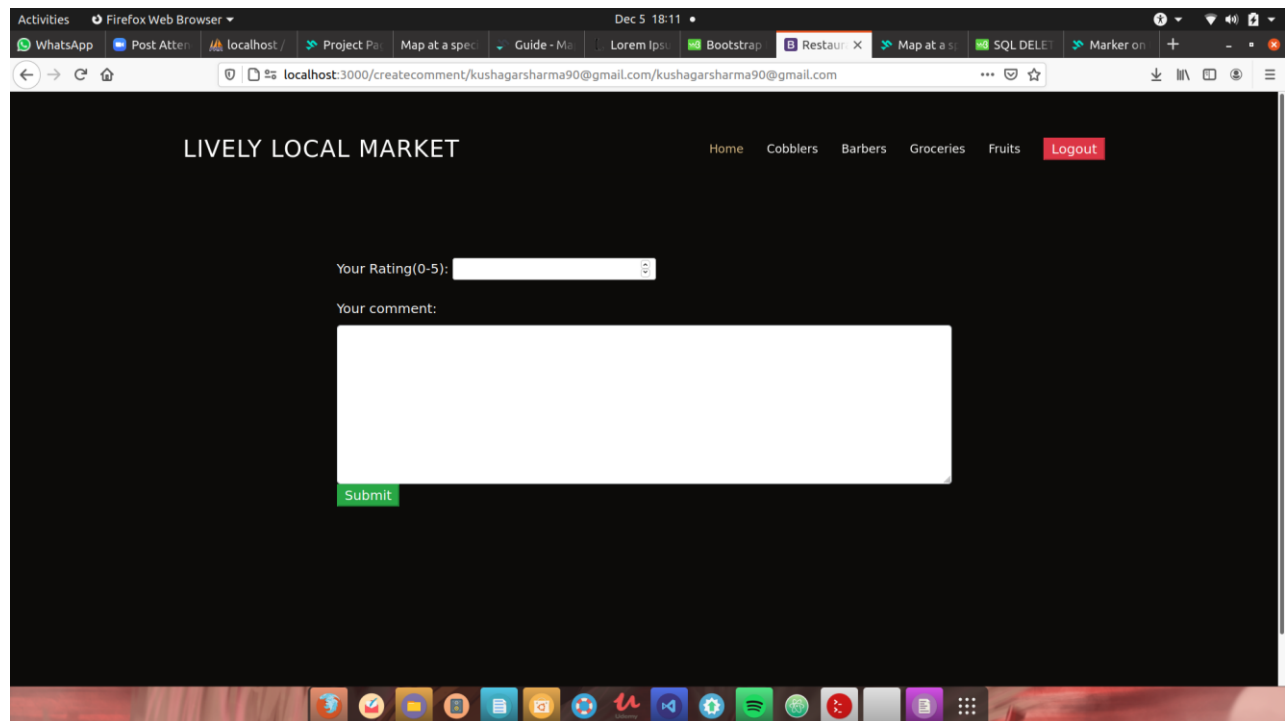 Activities Firefox Web Browser Dec 5 18:11
WhatsApp Post Atten localhost / Project Pag Map at a speci Guide - Ma Lorem Ipsu Bootstrap Restaur Map at a sp SQL DELET Marker on
localhost:3000/createcomment/kushagarsharma90@gmail.com/kushagarsharma90@gmail.com
LIVELY LOCAL MARKET Home Cobblers Barbers Groceries Fruits Logout
Your Rating(0-5):
Your comment:
Submit